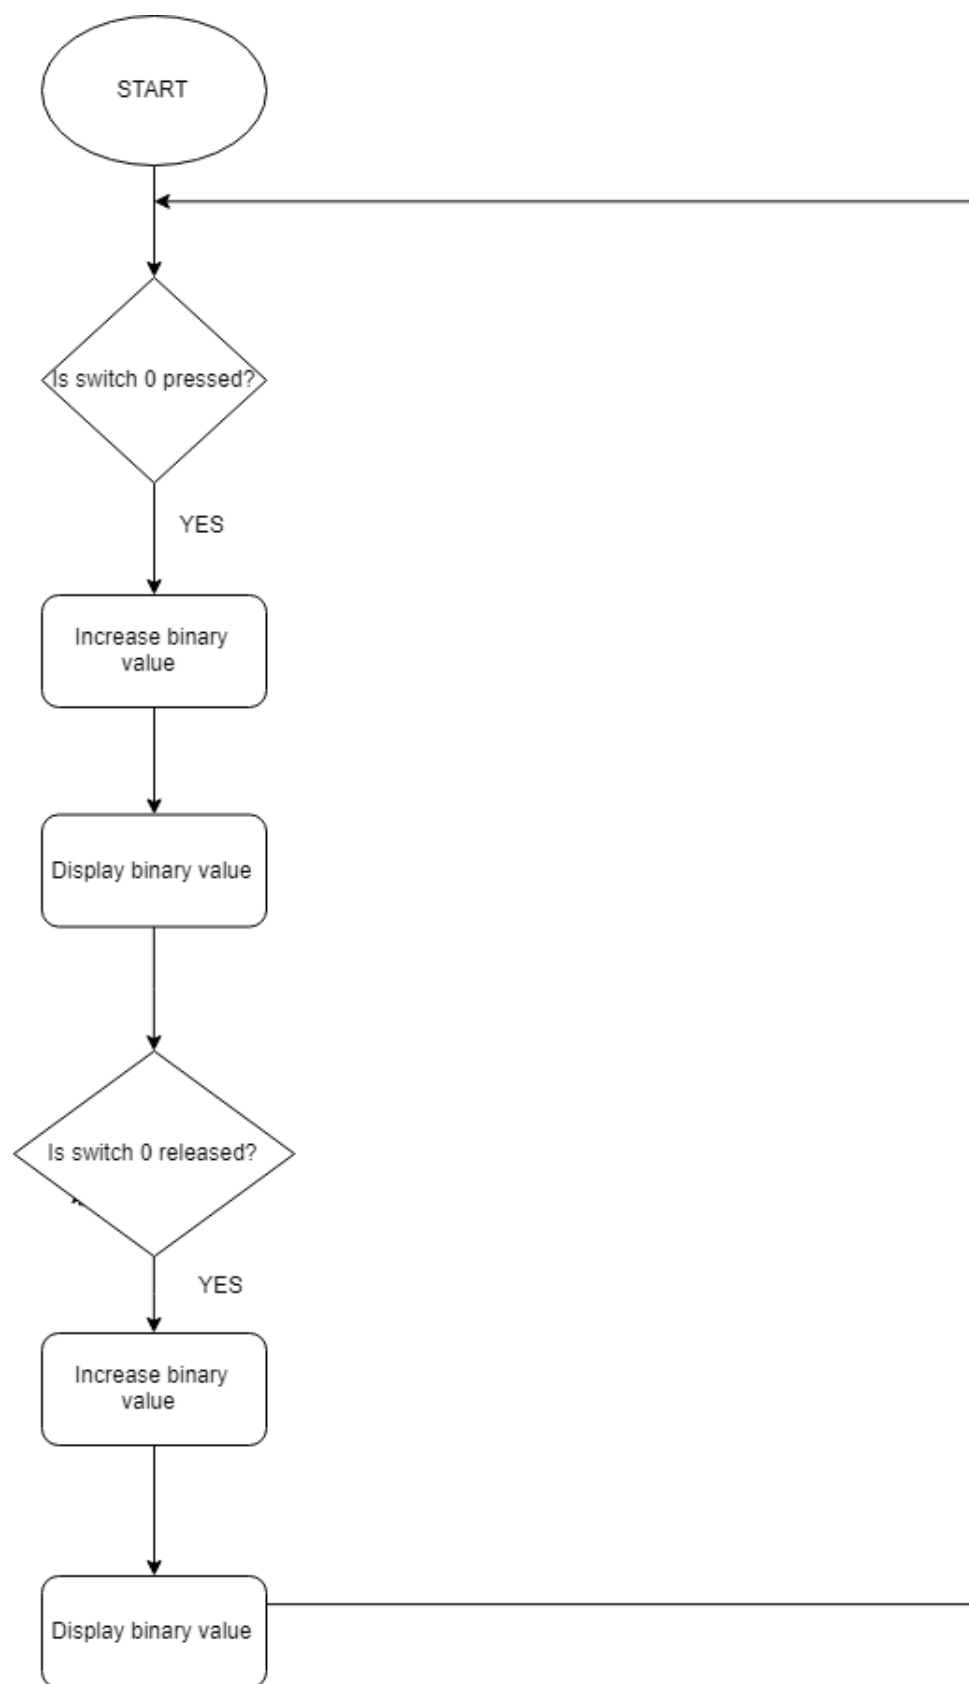 START
Is switch 0 pressed?
YES
Increase binary
value
Display binary value
Is switch 0 released?
YES
Increase binary
value
Display binary value